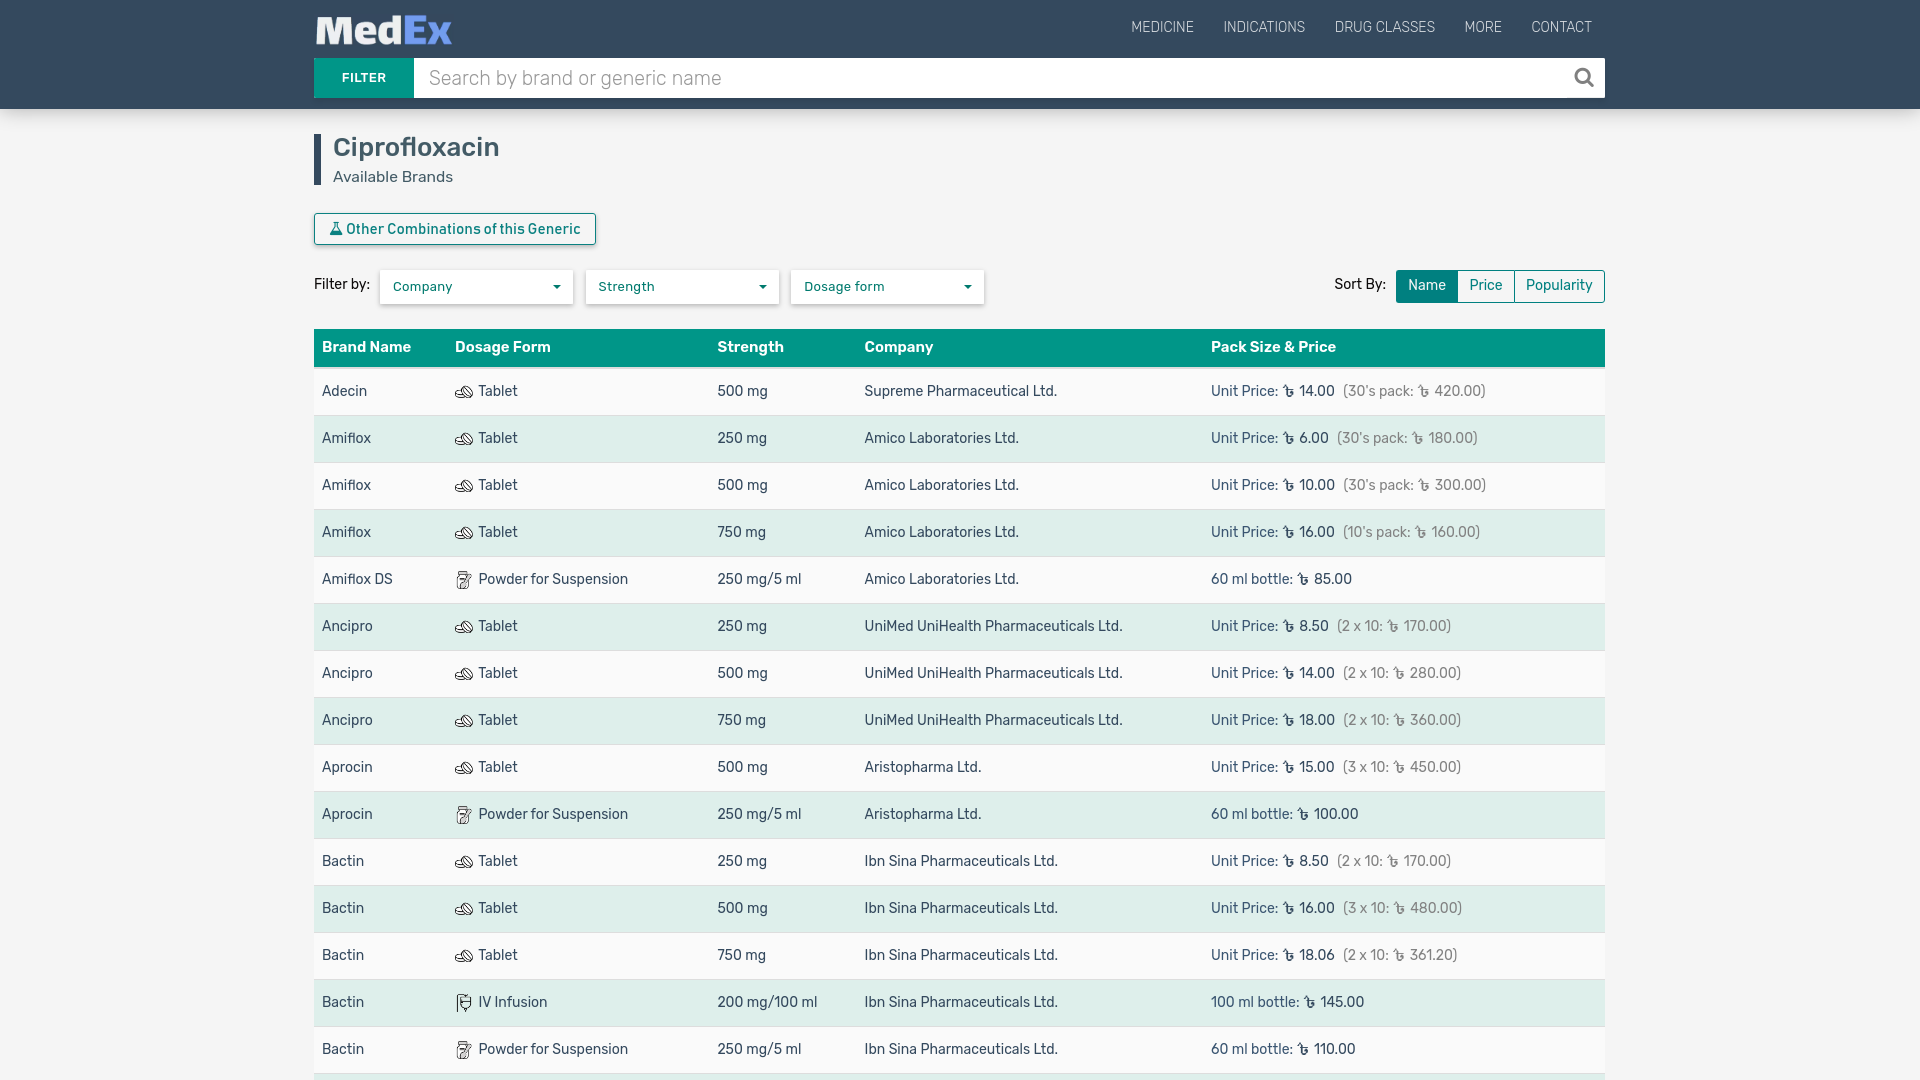 MedEx
MEDICINE INDICATIONS DRUG CLASSES MORE CONTACT
FILTER Search by brand or generic name
Ciprofloxacin
Available Brands
Other Combinations of this Generic
Filter by: Company Strength Dosage form Sort By: Name Price Popularity
Brand Name Dosage Form Strength Company Pack Size & Price
Adecin Tablet 500 mg Supreme Pharmaceutical Ltd. Unit Price: ৳ 14.00 (30's pack: ৳ 420.00)
Amiflox Tablet 250 mg Amico Laboratories Ltd. Unit Price: ৳ 6.00 (30's pack: ৳ 180.00)
Amiflox Tablet 500 mg Amico Laboratories Ltd. Unit Price: ৳ 10.00 (30's pack: ৳ 300.00)
Amiflox Tablet 750 mg Amico Laboratories Ltd. Unit Price: ৳ 16.00 (10's pack: ৳ 160.00)
Amiflox DS Powder for Suspension 250 mg/5 ml Amico Laboratories Ltd. 60 ml bottle: ৳ 85.00
Ancipro Tablet 250 mg UniMed UniHealth Pharmaceuticals Ltd. Unit Price: ৳ 8.50 (2 x 10: ৳ 170.00)
Ancipro Tablet 500 mg UniMed UniHealth Pharmaceuticals Ltd. Unit Price: ৳ 14.00 (2 x 10: ৳ 280.00)
Ancipro Tablet 750 mg UniMed UniHealth Pharmaceuticals Ltd. Unit Price: ৳ 18.00 (2 x 10: ৳ 360.00)
Aprocin Tablet 500 mg Aristopharma Ltd. Unit Price: ৳ 15.00 (3 x 10: ৳ 450.00)
Aprocin Powder for Suspension 250 mg/5 ml Aristopharma Ltd. 60 ml bottle: ৳ 100.00
Bactin Tablet 250 mg Ibn Sina Pharmaceuticals Ltd. Unit Price: ৳ 8.50 (2 x 10: ৳ 170.00)
Bactin Tablet 500 mg Ibn Sina Pharmaceuticals Ltd. Unit Price: ৳ 16.00 (3 x 10: ৳ 480.00)
Bactin Tablet 750 mg Ibn Sina Pharmaceuticals Ltd. Unit Price: ৳ 18.06 (2 x 10: ৳ 361.20)
Bactin IV Infusion 200 mg/100 ml Ibn Sina Pharmaceuticals Ltd. 100 ml bottle: ৳ 145.00
Bactin Powder for Suspension 250 mg/5 ml Ibn Sina Pharmaceuticals Ltd. 60 ml bottle: ৳ 110.00